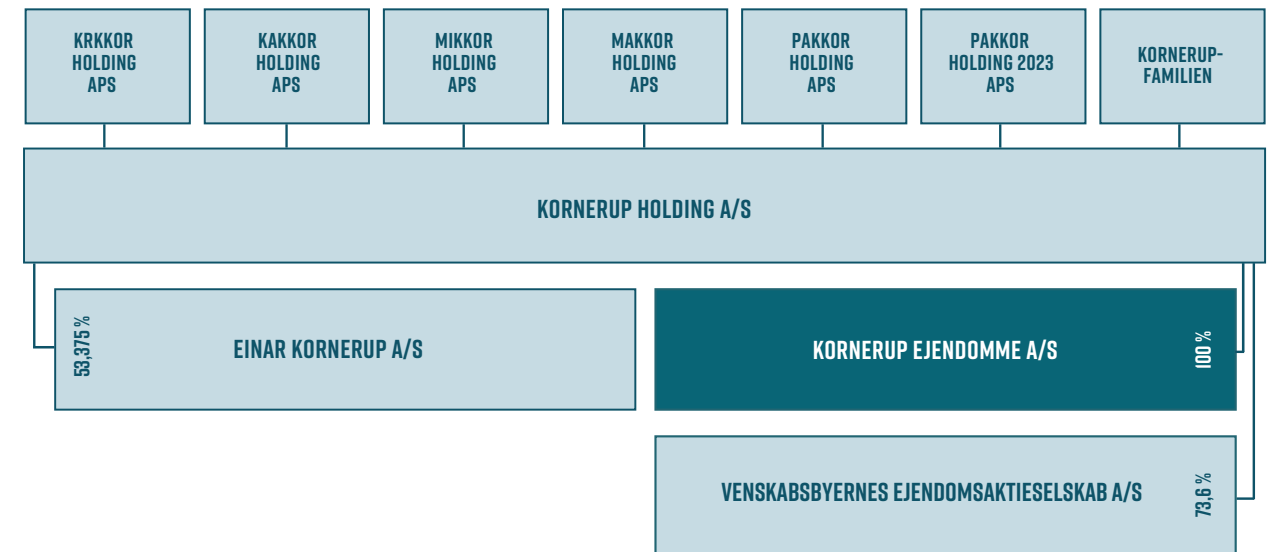 KRKKOR
HOLDING
APS
KAKKOR
HOLDING
APS
MIKKOR
HOLDING
APS
MAKKOR
HOLDING
APS
PAKKOR
HOLDING
APS
PAKKOR
HOLDING 2023
APS
KORNERUP-
FAMILIEN
KORNERUP HOLDING A/S
53,375 %
EINAR KORNERUP A/S
KORNERUP EJENDOMME A/S
100 %
VENSKABSBYERNES EJENDOMSAKTIESELSKAB A/S
73,6 %